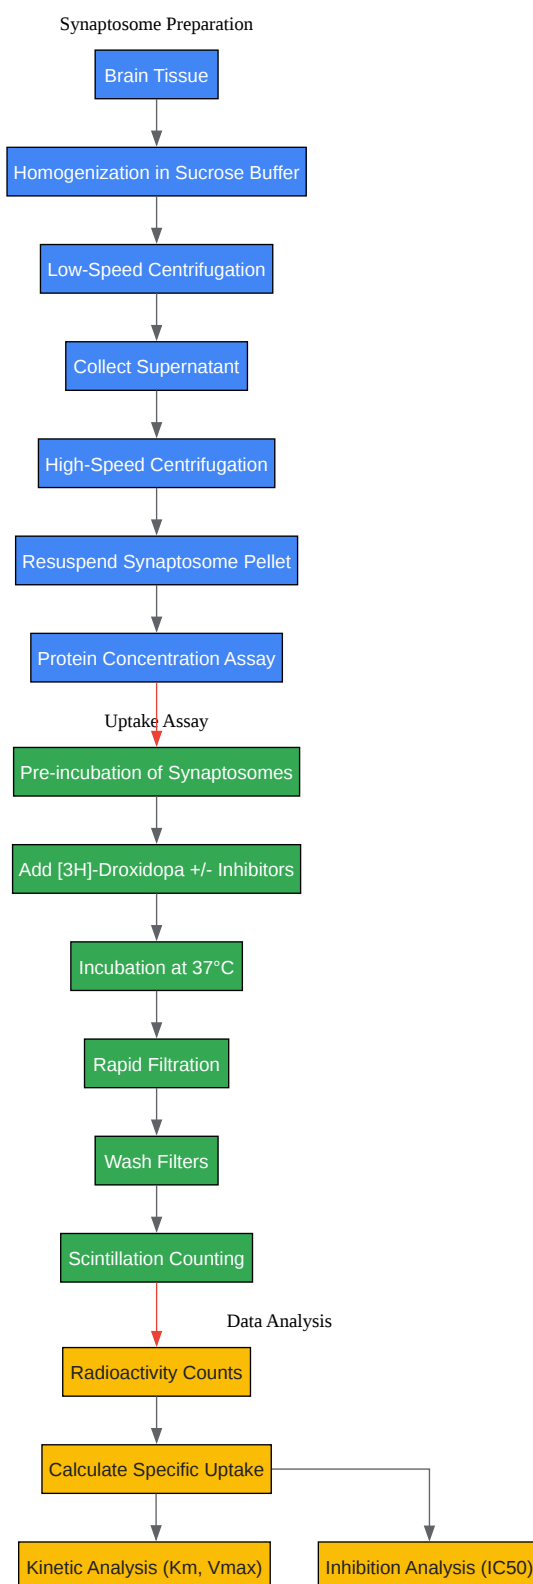 Synaptosome Preparation
Brain Tissue
Homogenization in Sucrose Buffer
Low-Speed Centrifugation
Collect Supernatant
High-Speed Centrifugation
Resuspend Synaptosome Pellet
Protein Concentration Assay
Uptake Assay
Pre-incubation of Synaptosomes
Add [3H]-Droxidopa +/- Inhibitors
Incubation at 37°C
Rapid Filtration
Wash Filters
Scintillation Counting
Data Analysis
Radioactivity Counts
Calculate Specific Uptake
Kinetic Analysis (Km, Vmax)
Inhibition Analysis (IC50)